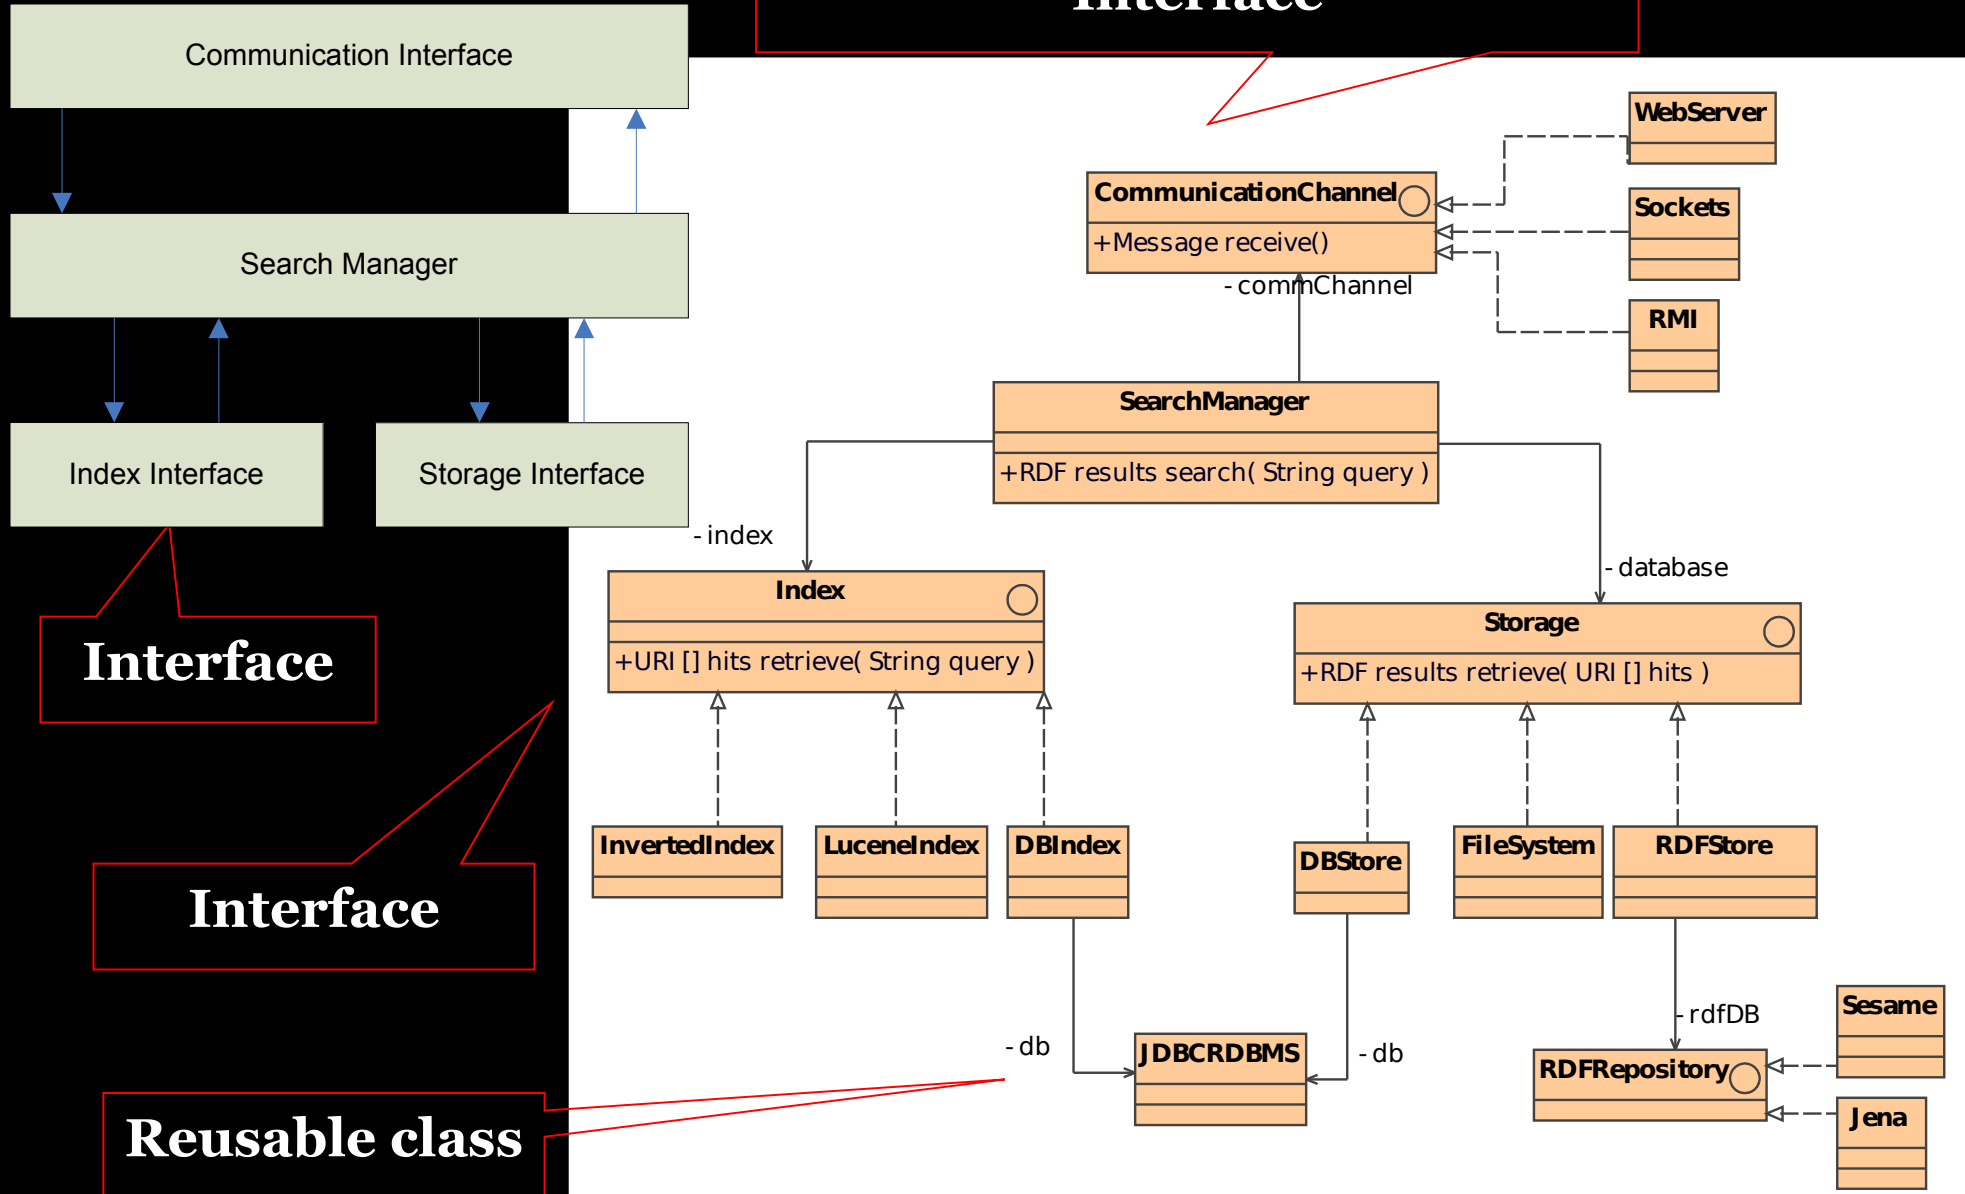 Interface
Communication Interface
Search Manager
Index Interface
Storage Interface
Interface
Interface
Reusable class
WebServer
CommunicationChannel
+Message receive()
Sockets
- commChannel
RMI
SearchManager
+RDF results search( String query )
- index
- database
Index
+URI [] hits retrieve( String query )
Storage
+RDF results retrieve( URI [] hits )
InvertedIndex
LuceneIndex
DBIndex
DBStore
FileSystem
RDFStore
- db
JDBCRDBMS
- db
- rdfDB
Sesame
RDFRepository
Jena